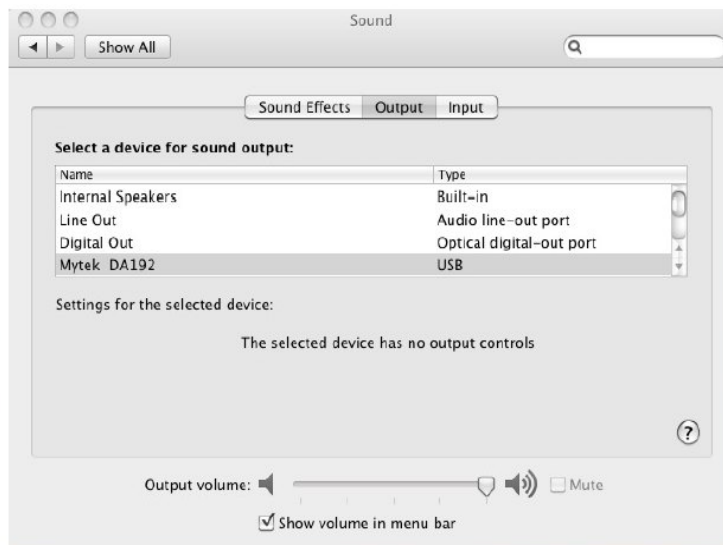 Sound
Show All
Sound Effects Output Input
Select a device for sound output:
Name Type
Internal Speakers Built-in
Line Out Audio line-out port
Digital Out Optical digital-out port
Mytek DA192 USB
Settings for the selected device:
The selected device has no output controls
?
Output volume: Mute
Show volume in menu bar